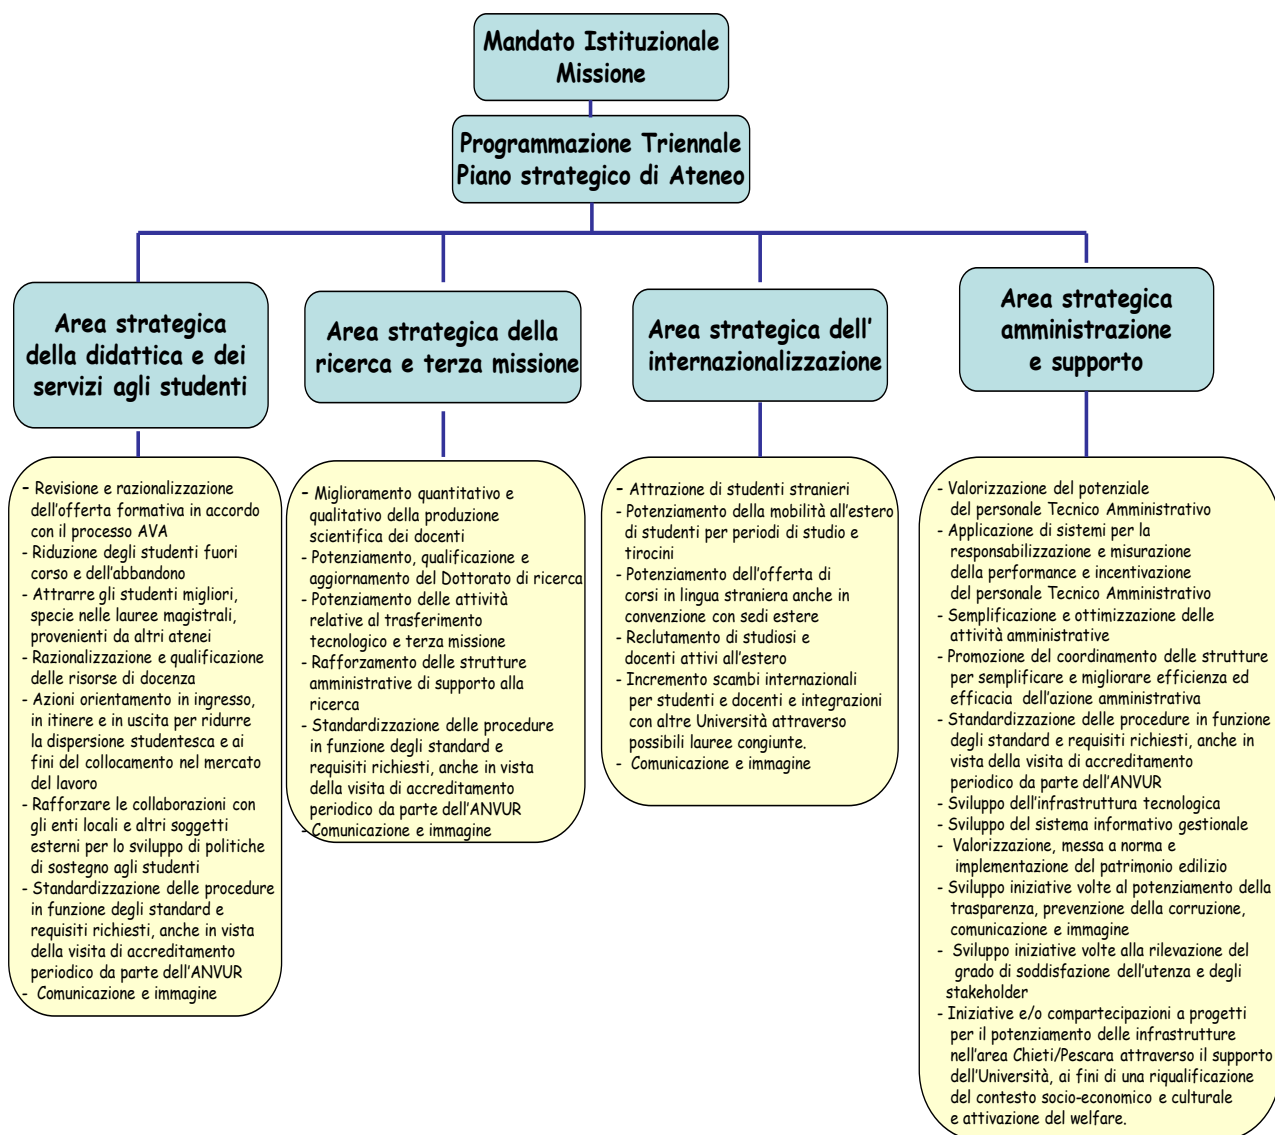 Mandato Istituzionale
Missione
Programmazione Triennale
Piano strategico di Ateneo
Area strategica
della didattica e dei
servizi agli studenti
Area strategica della
ricerca e terza missione
Area strategica dell'
internazionalizzazione
Area strategica
amministrazione
e supporto
- Revisione e razionalizzazione
dell'offerta formativa in accordo
con il processo AVA
- Riduzione degli studenti fuori
corso e dell'abbandono
- Attrarre gli studenti migliori,
specie nelle lauree magistrali,
provenienti da altri atenei
- Razionalizzazione e qualificazione
delle risorse di docenza
- Azioni orientamento in ingresso,
in itinere e in uscita per ridurre
la dispersione studentesca e ai
fini del collocamento nel mercato
del lavoro
- Rafforzare le collaborazioni con
gli enti locali e altri soggetti
esterni per lo sviluppo di politiche
di sostegno agli studenti
- Standardizzazione delle procedure
in funzione degli standard e
requisiti richiesti, anche in vista
della visita di accreditamento
periodico da parte dell'ANVUR
- Comunicazione e immagine
- Miglioramento quantitativo e
qualitativo della produzione
scientifica dei docenti
- Potenziamento, qualificazione e
aggiornamento del Dottorato di ricerca
- Potenziamento delle attività
relative al trasferimento
tecnologico e terza missione
- Rafforzamento delle strutture
amministrative di supporto alla
ricerca
- Standardizzazione delle procedure
in funzione degli standard e
requisiti richiesti, anche in vista
della visita di accreditamento
periodico da parte dell'ANVUR
- Comunicazione e immagine
- Attrazione di studenti stranieri
- Potenziamento della mobilità all'estero
di studenti per periodi di studio e
tirocini
- Potenziamento dell'offerta di
corsi in lingua straniera anche in
convenzione con sedi estere
- Reclutamento di studiosi e
docenti attivi all'estero
- Incremento scambi internazionali
per studenti e docenti e integrazioni
con altre Università attraverso
possibili lauree congiunte.
- Comunicazione e immagine
- Valorizzazione del potenziale
del personale Tecnico Amministrativo
- Applicazione di sistemi per la
responsabilizzazione e misurazione
della performance e incentivazione
del personale Tecnico Amministrativo
- Semplificazione e ottimizzazione delle
attività amministrative
- Promozione del coordinamento delle strutture
per semplificare e migliorare efficienza ed
efficacia dell'azione amministrativa
- Standardizzazione delle procedure in funzione
degli standard e requisiti richiesti, anche in
vista della visita di accreditamento
periodico da parte dell'ANVUR
- Sviluppo dell'infrastruttura tecnologica
- Sviluppo del sistema informativo gestionale
- Valorizzazione, messa a norma e
implementazione del patrimonio edilizio
- Sviluppo iniziative volte al potenziamento della
trasparenza, prevenzione della corruzione,
comunicazione e immagine
- Sviluppo iniziative volte alla rilevazione del
grado di soddisfazione dell'utenza e degli
stakeholder
- Iniziative e/o compartecipazioni a progetti
per il potenziamento delle infrastrutture
nell'area Chieti/Pescara attraverso il supporto
dell'Università, ai fini di una riqualificazione
del contesto socio-economico e culturale
e attivazione del welfare.